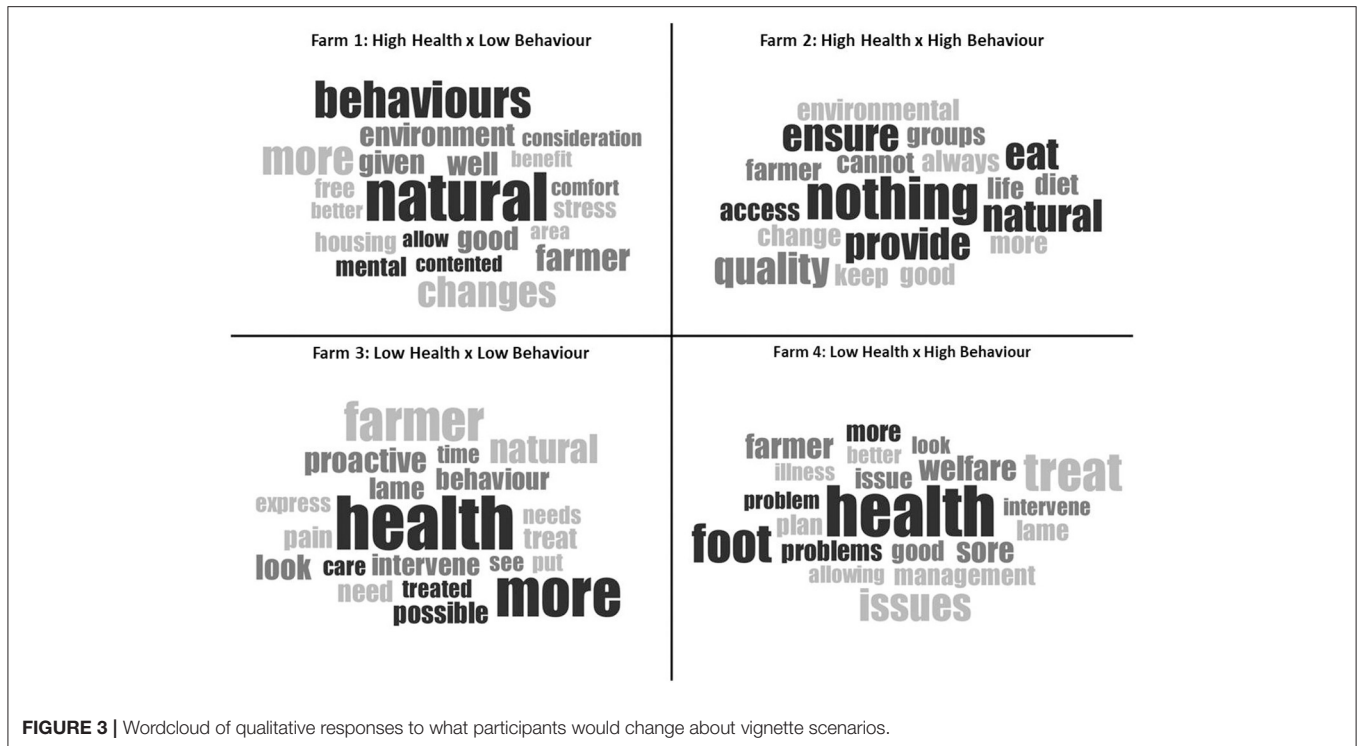 Farm 1: High Health x Low Behaviour
behaviours
environment consideration
more given well benefit
free natural comfort
better stress
housing allow good area
mental contented farmer
changes
Farm 2: High Health x High Behaviour
environmental
ensure groups eat
farmer cannot always
nothing life diet
access natural
change provide more
quality keep good
Farm 3: Low Health x Low Behaviour
farmer
proactive time natural
lame behaviour
express health needs
pain treat
look care intervene see put
need treated more
possible
Farm 4: Low Health x High Behaviour
more
farmer better look
illness issue welfare treat
problem health intervene
plan lame
foot problems good sore
allowing management
issues
FIGURE 3 | Wordcloud of qualitative responses to what participants would change about vignette scenarios.